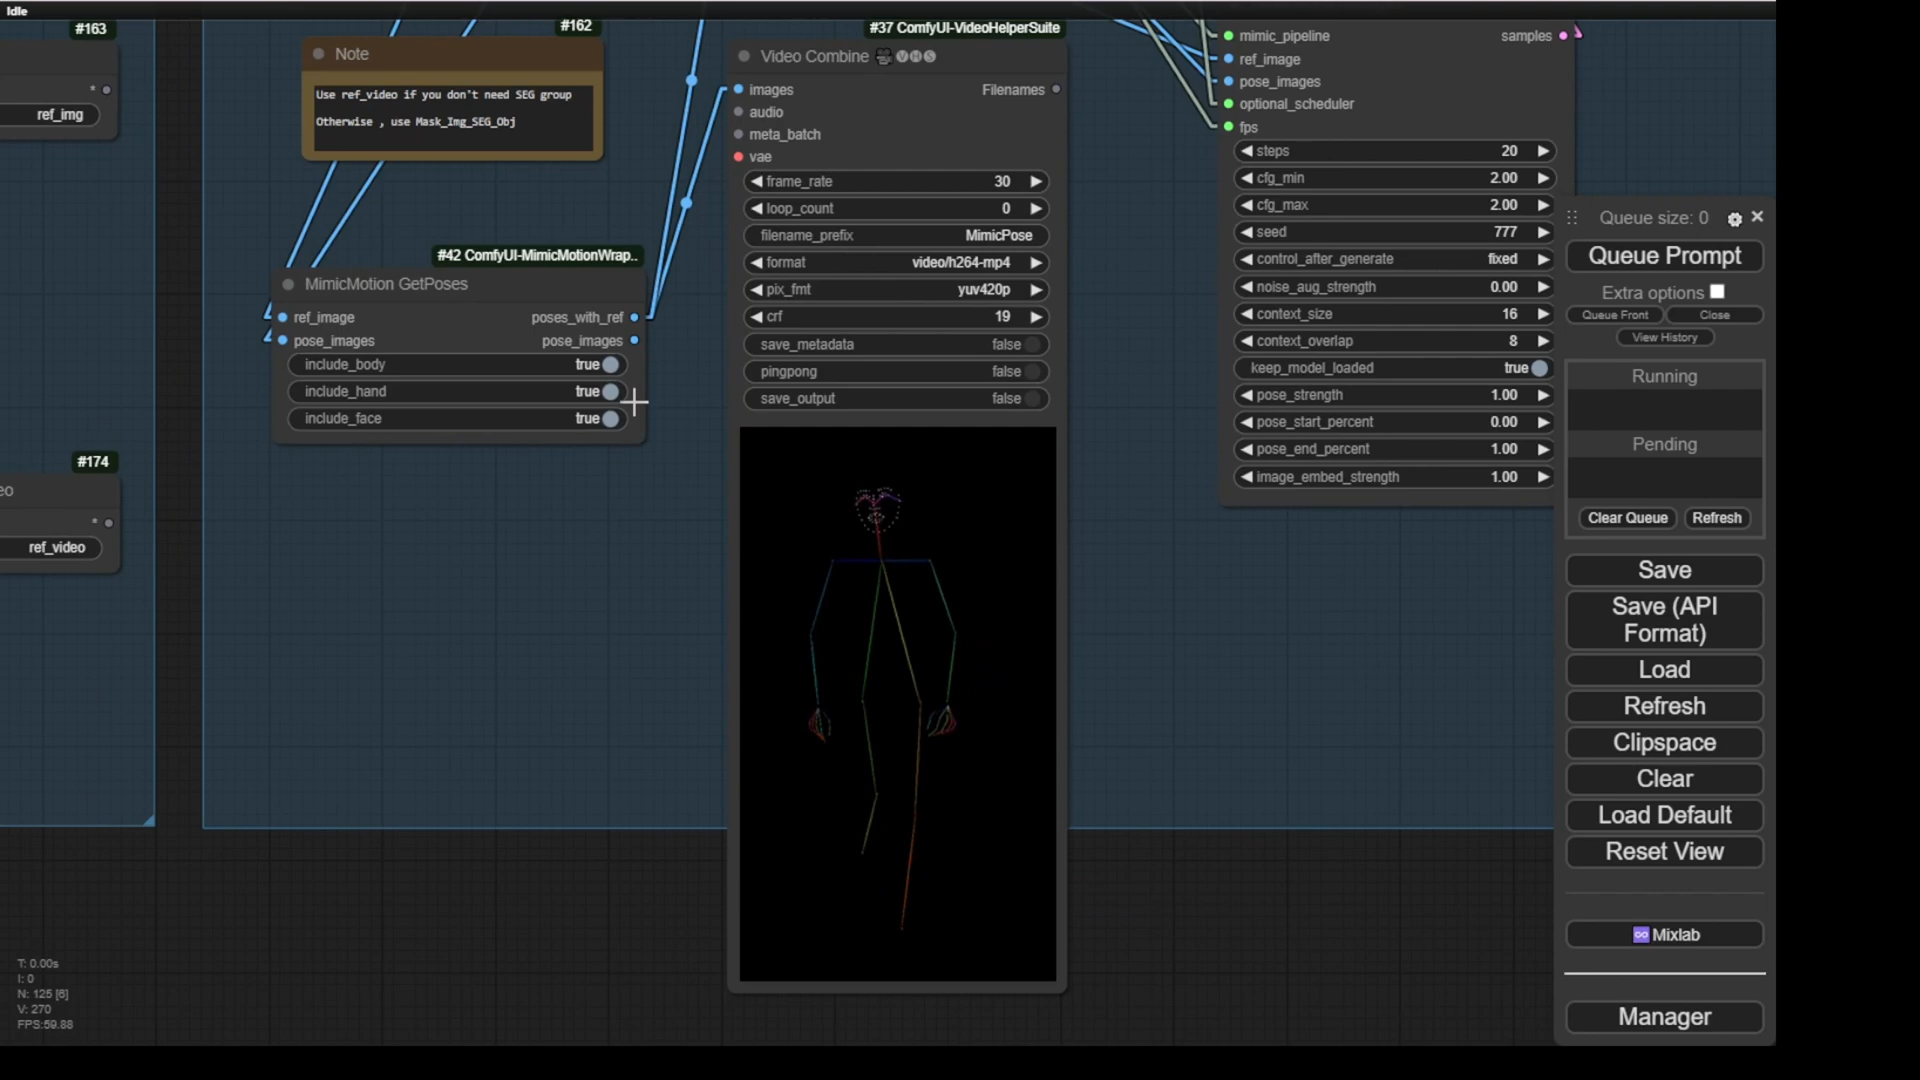 Idle
#163
*
ref_img
#174
eo
*
ref_video
#162
Note
Use ref_video if you don't need SEG group
Otherwise , use Mask_Img_SEG_Obj
#42 ComfyUI-MimicMotionWrap..
MimicMotion GetPoses
ref_image poses_with_ref
pose_images pose_images
include_body true
include_hand true
include_face true
#37 ComfyUI-VideoHelperSuite
Video Combine VHS
images Filenames
audio
meta_batch
vae
frame_rate 30
loop_count 0
filename_prefix MimicPose
format video/h264-mp4
pix_fmt yuv420p
crf 19
save_metadata false
pingpong false
save_output false
mimic_pipeline samples
ref_image
pose_images
optional_scheduler
fps
steps 20
cfg_min 2.00
cfg_max 2.00
seed 777
control_after_generate fixed
noise_aug_strength 0.00
context_size 16
context_overlap 8
keep_model_loaded true
pose_strength 1.00
pose_start_percent 0.00
pose_end_percent 1.00
image_embed_strength 1.00
Queue size: 0
Queue Prompt
Extra options
Queue Front Close
View History
Running
Pending
Clear Queue Refresh
Save
Save (API
Format)
Load
Refresh
Clipspace
Clear
Load Default
Reset View
Mixlab
Manager
T: 0.00s
I: 0
N: 125 [6]
V: 270
FPS:59.88